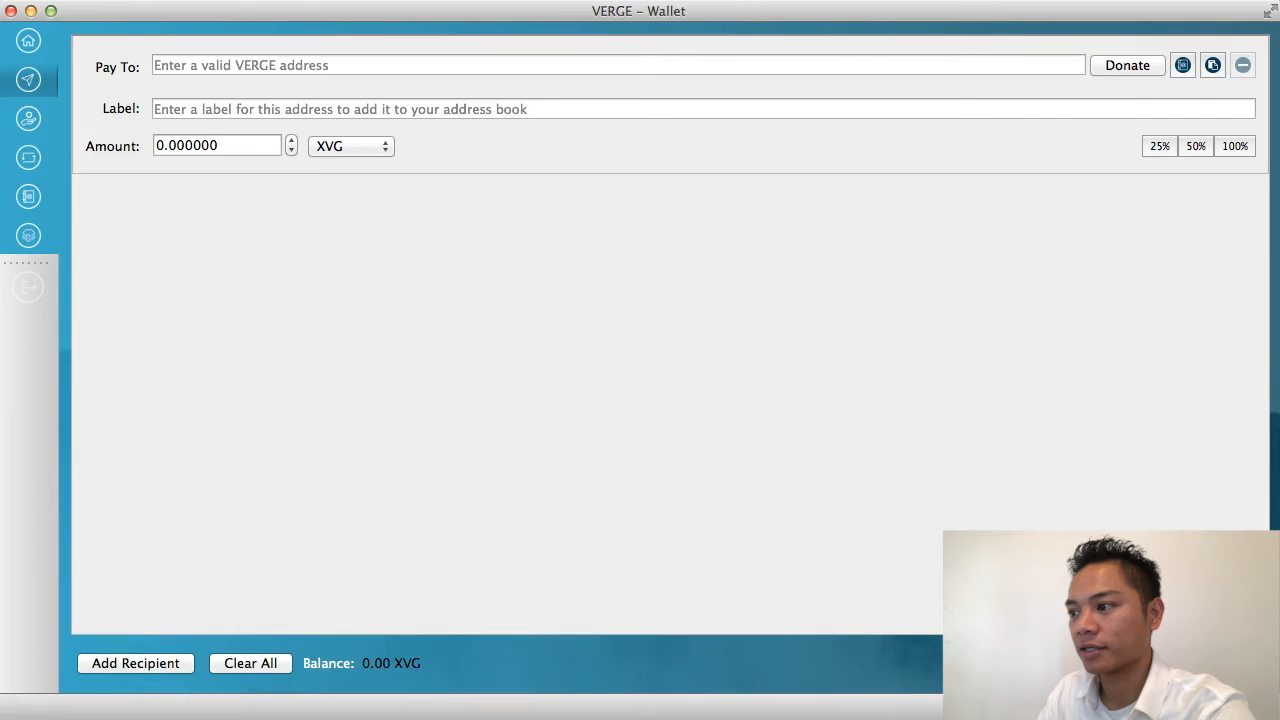 VERGE - Wallet
Pay To: Enter a valid VERGE address Donate
Label: Enter a label for this address to add it to your address book
Amount: 0.000000 XVG 25% 50% 100%
Add Recipient Clear All Balance: 0.00 XVG